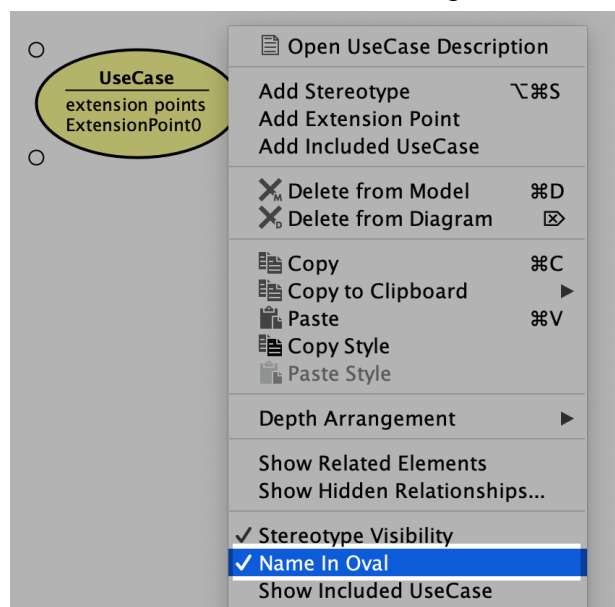 UseCase
extension points
ExtensionPoint0
Open UseCase Description
Add Stereotype ⌥⌘S
Add Extension Point
Add Included UseCase
Delete from Model ⌘D
Delete from Diagram ⌦
Copy ⌘C
Copy to Clipboard
Paste ⌘V
Copy Style
Paste Style
Depth Arrangement
Show Related Elements
Show Hidden Relationships...
✓ Stereotype Visibility
✓ Name In Oval
Show Included UseCase